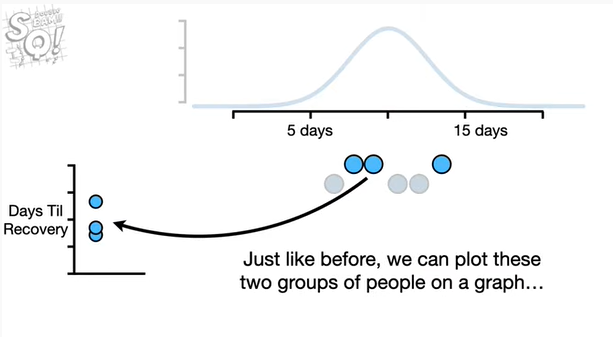 StatQuest!
5 days 15 days
Days Til
Recovery
Just like before, we can plot these
two groups of people on a graph…